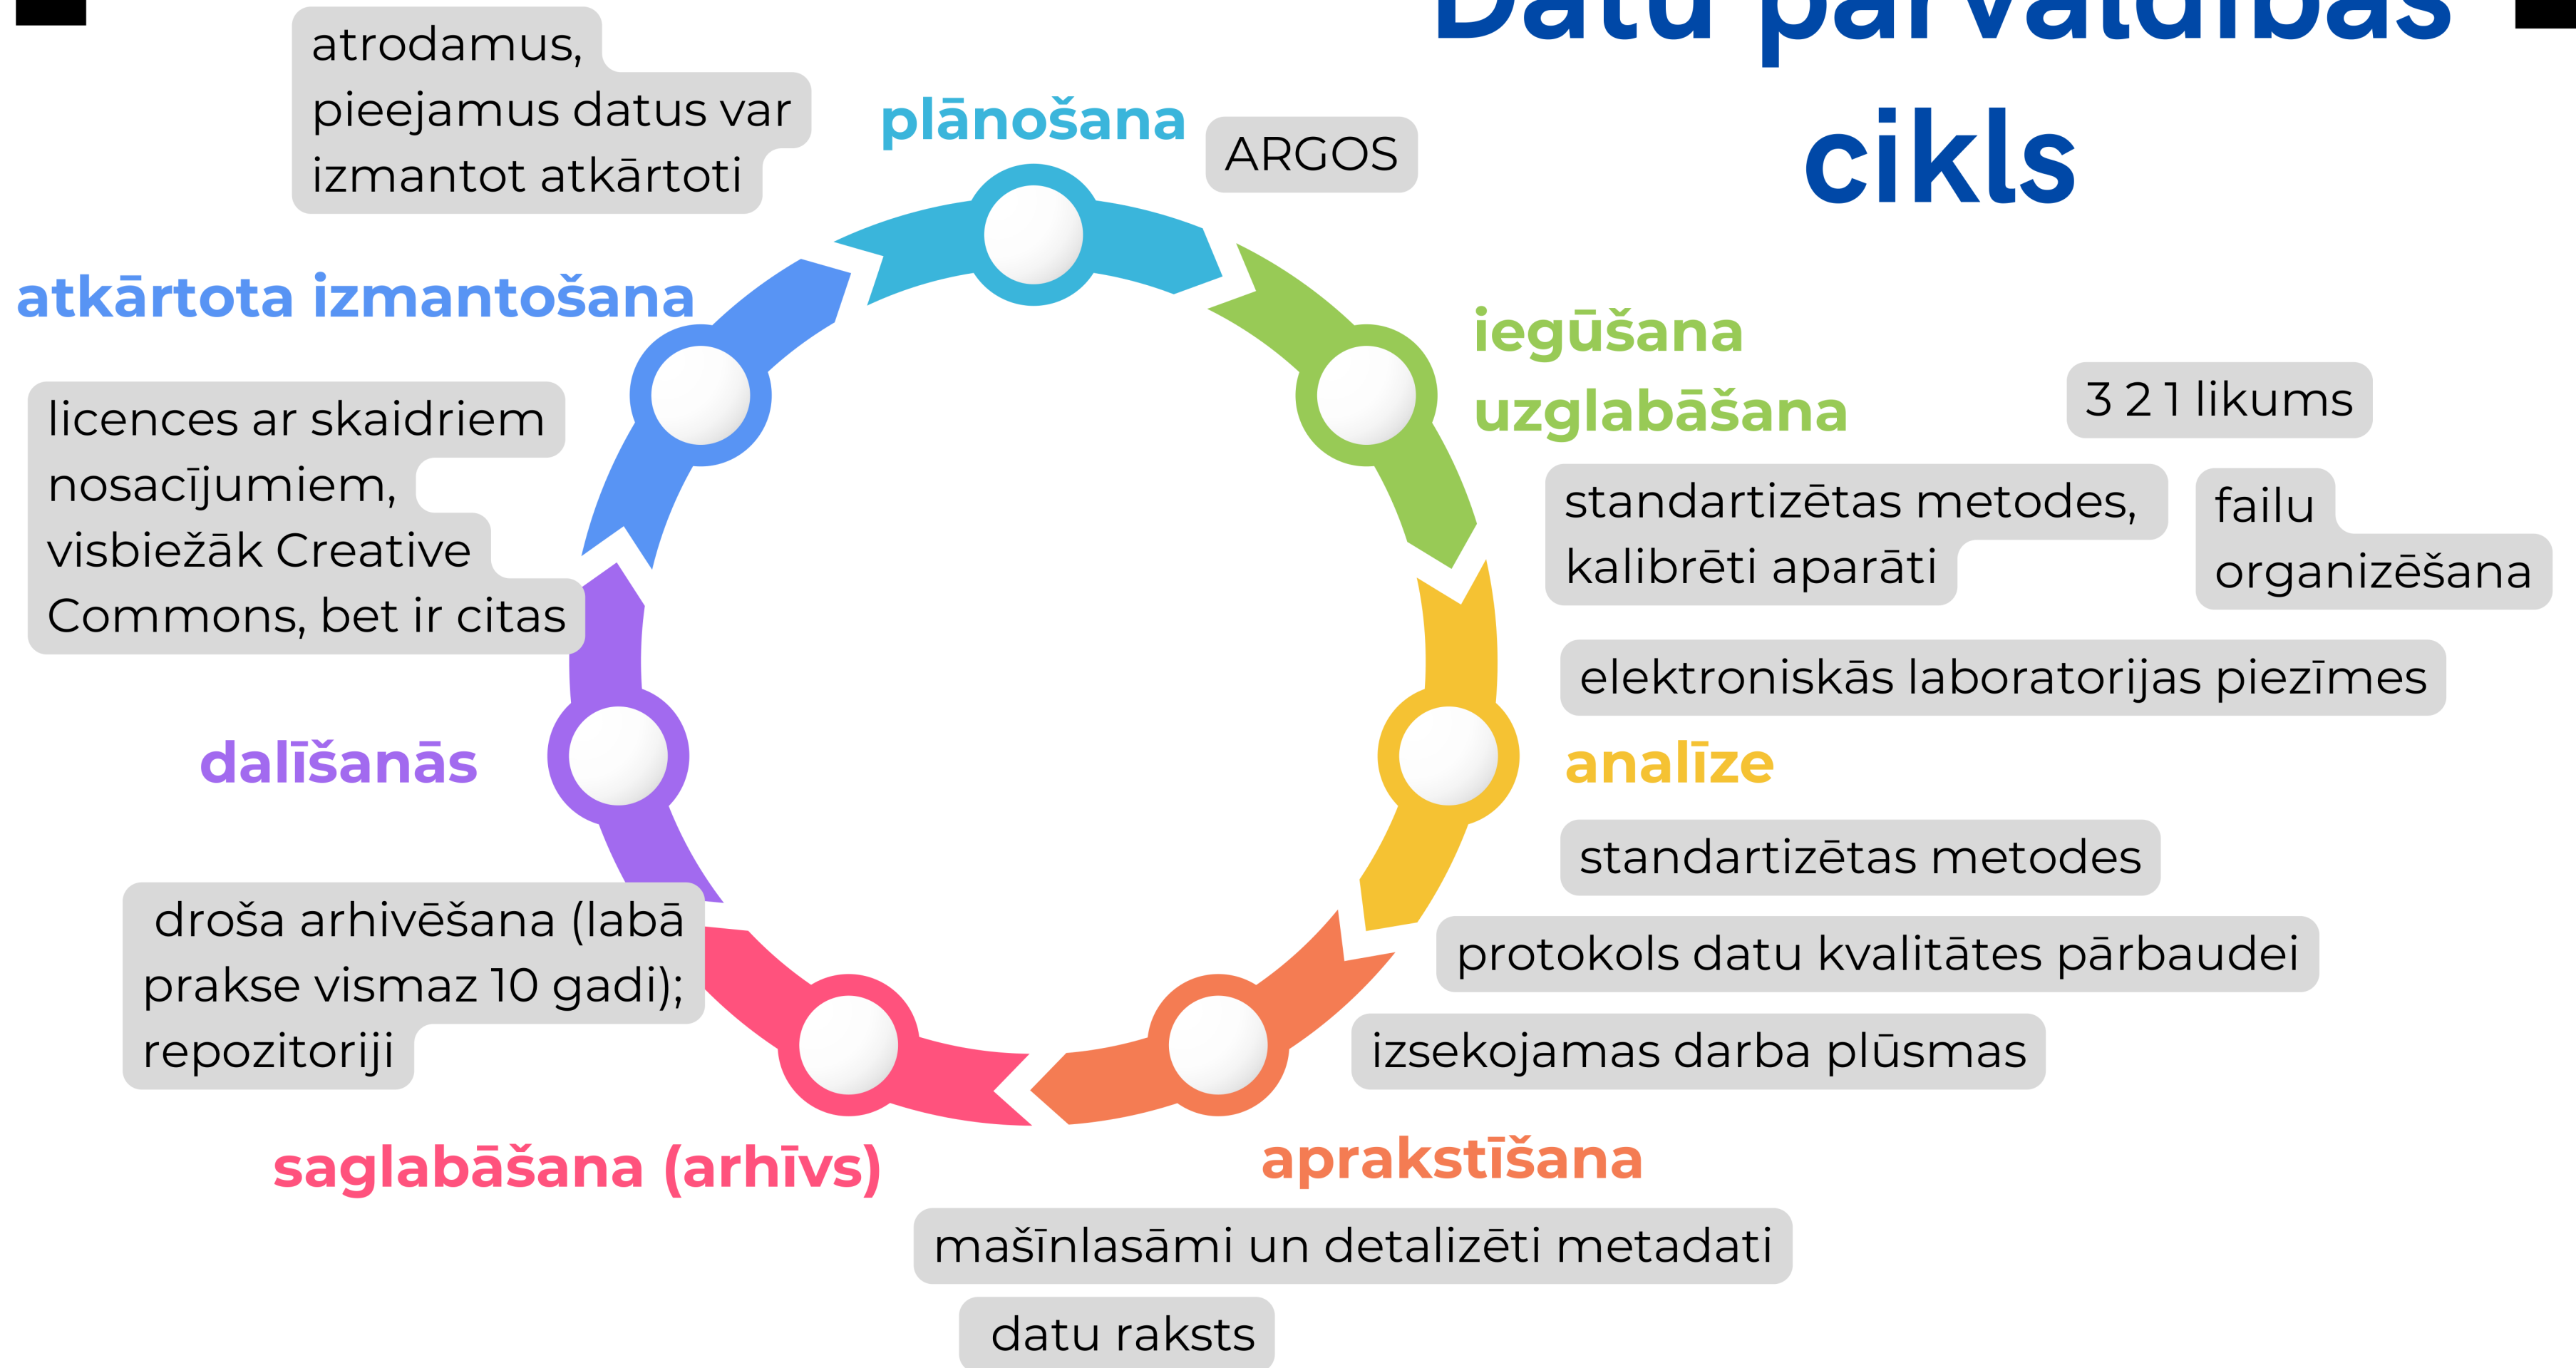 Datu pārvaldības
cikls
atrodamus,
pieejamus datus var
izmantot atkārtoti
plānošana
ARGOS
atkārtota izmantošana
iegūšana
uzglabāšana
3 2 1 likums
licences ar skaidriem
nosacījumiem,
visbiežāk Creative
Commons, bet ir citas
standartizētas metodes,
kalibrēti aparāti
failu
organizēšana
elektroniskās laboratorijas piezīmes
dalīšanās
analīze
standartizētas metodes
droša arhivēšana (labā
prakse vismaz 10 gadi);
repozitoriji
protokols datu kvalitātes pārbaudei
izsekojamas darba plūsmas
saglabāšana (arhīvs)
aprakstīšana
mašīnlasāmi un detalizēti metadati
datu raksts